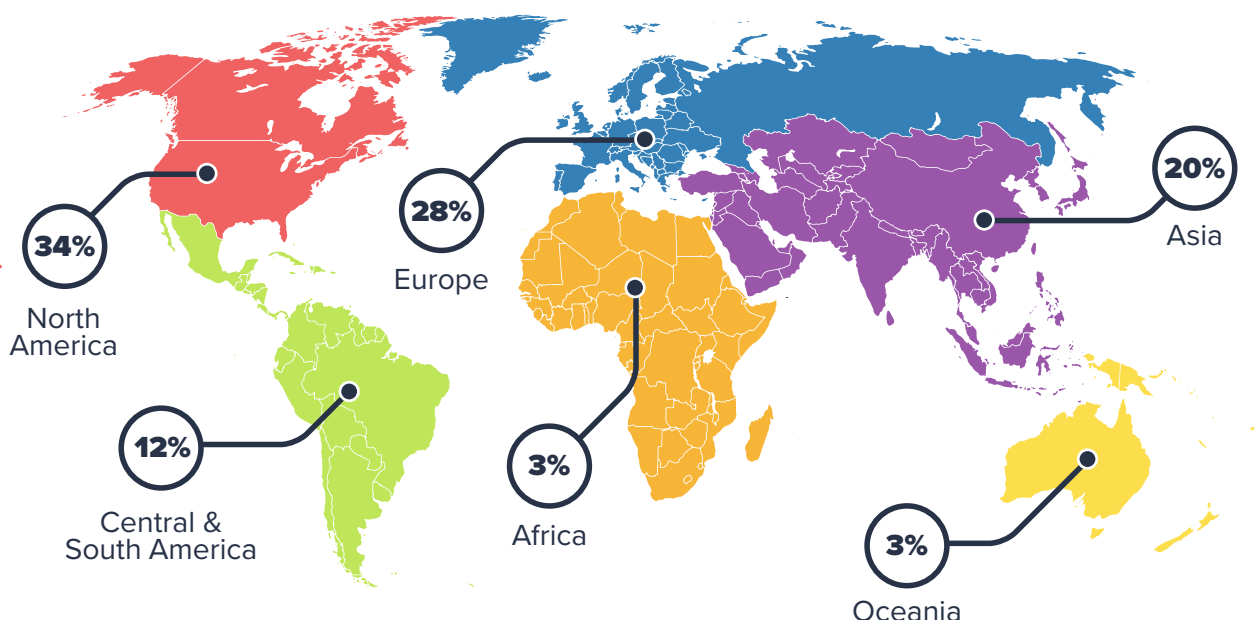 34%
North
America
28%
Europe
20%
Asia
12%
Central &
South America
3%
Africa
3%
Oceania